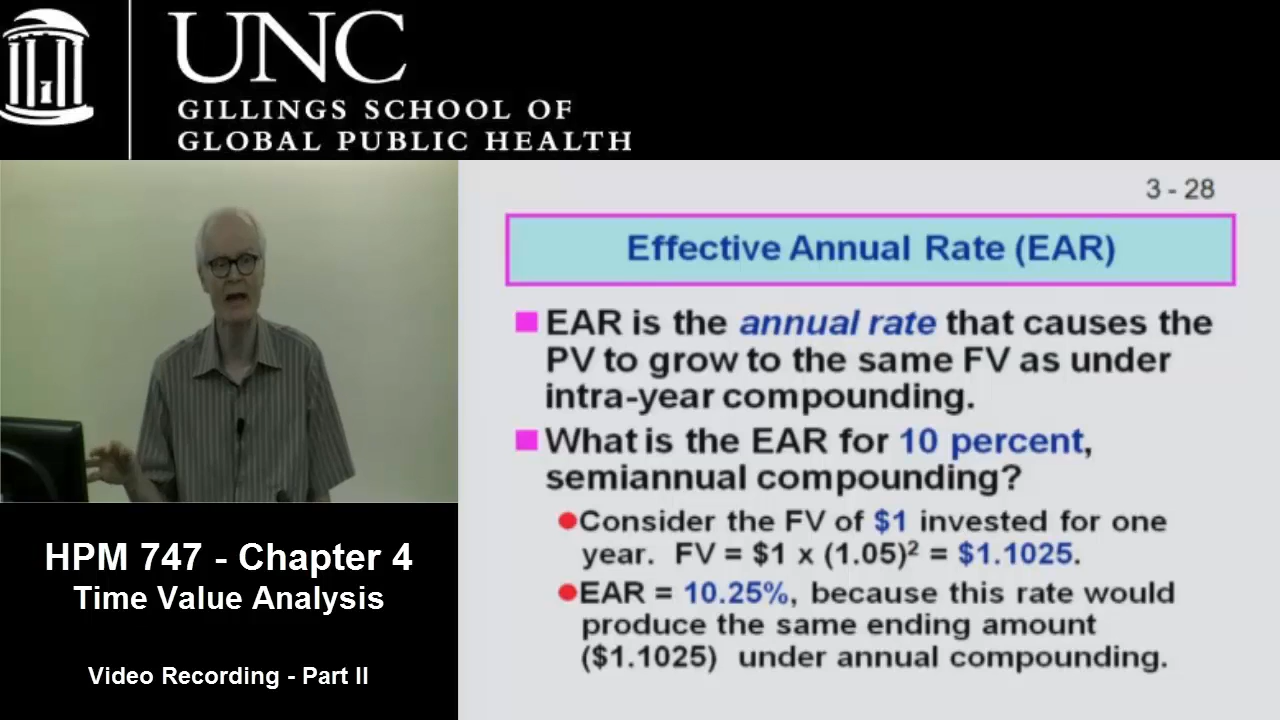 UNC
GILLINGS SCHOOL OF
GLOBAL PUBLIC HEALTH
3 - 28
Effective Annual Rate (EAR)
EAR is the annual rate that causes the
PV to grow to the same FV as under
intra-year compounding.
What is the EAR for 10 percent,
semiannual compounding?
Consider the FV of $1 invested for one
year. FV = $1 x (1.05)² = $1.1025.
EAR = 10.25%, because this rate would
produce the same ending amount
($1.1025) under annual compounding.
HPM 747 - Chapter 4
Time Value Analysis
Video Recording - Part II